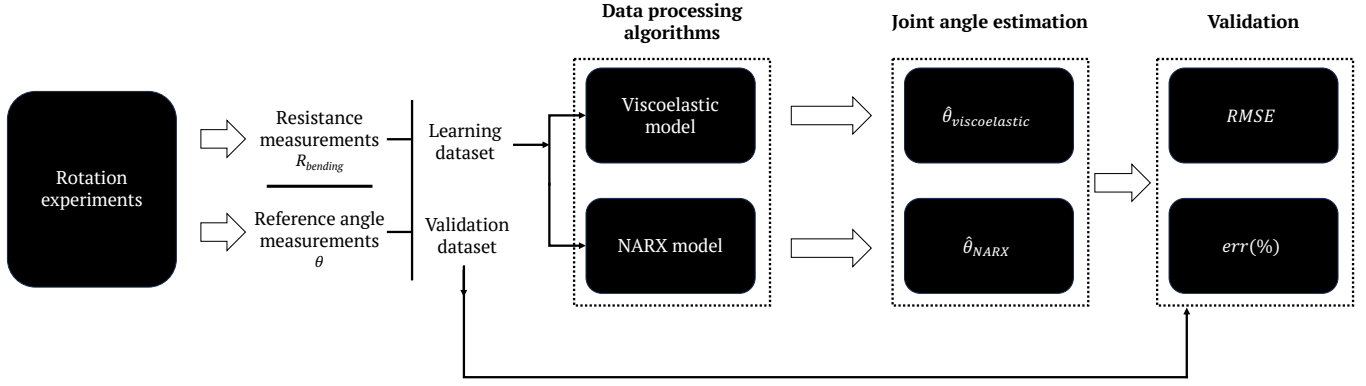 Data processing
algorithms
Joint angle estimation
Validation
Rotation
experiments
Resistance
measurements
R_bending
Reference angle
measurements
θ
Learning
dataset
Validation
dataset
Viscoelastic
model
NARX model
θ̂_viscoelastic
θ̂_NARX
RMSE
err(%)